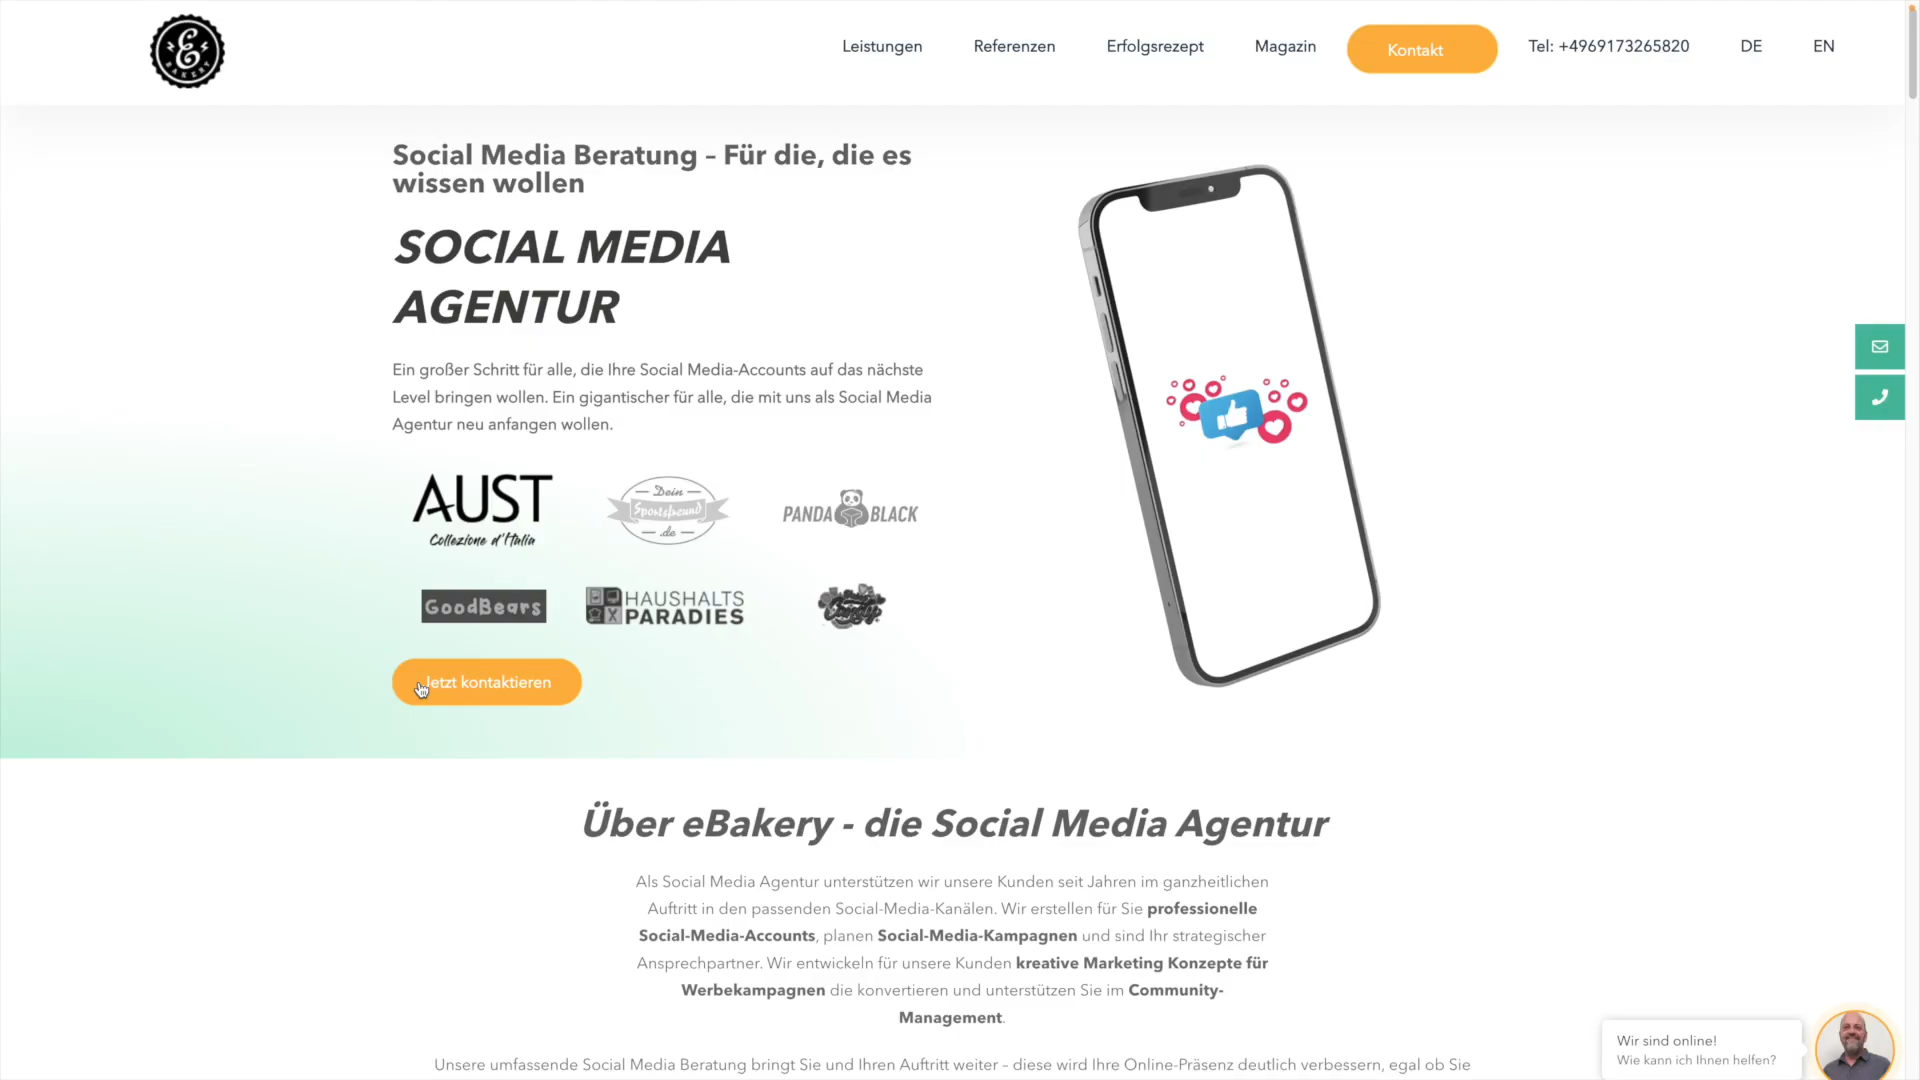 E
BAKERY
Leistungen
Referenzen
Erfolgsrezept
Magazin
Kontakt
Tel: +4969173265820
DE
EN
Social Media Beratung – Für die, die es
wissen wollen
SOCIAL MEDIA
AGENTUR
Ein großer Schritt für alle, die Ihre Social Media-Accounts auf das nächste
Level bringen wollen. Ein gigantischer für alle, die mit uns als Social Media
Agentur neu anfangen wollen.
AUST
Collezione d'Italia
Dein
Sportsfreund
.de
PANDA BLACK
GoodBears
HAUSHALTS
PARADIES
Candy
Jetzt kontaktieren
Über eBakery - die Social Media Agentur
Als Social Media Agentur unterstützen wir unsere Kunden seit Jahren im ganzheitlichen
Auftritt in den passenden Social-Media-Kanälen. Wir erstellen für Sie professionelle
Social-Media-Accounts, planen Social-Media-Kampagnen und sind Ihr strategischer
Ansprechpartner. Wir entwickeln für unsere Kunden kreative Marketing Konzepte für
Werbekampagnen die konvertieren und unterstützen Sie im Community-
Management.
Unsere umfassende Social Media Beratung bringt Sie und Ihren Auftritt weiter – diese wird Ihre Online-Präsenz deutlich verbessern, egal ob Sie
Wir sind online!
Wie kann ich Ihnen helfen?